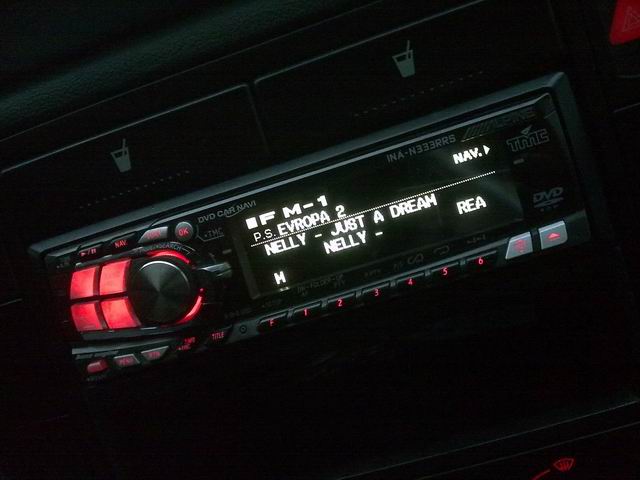 INA-N333RRS
ALPINE
TMC
NAV.
DVD CAR NAVI
FM-1
P.S. EVROPA 2
NELLY - JUST A DREAM
REA
NELLY -
M
DVD
NAV.
OK
F 1 2 3 4 5 6
TITLE